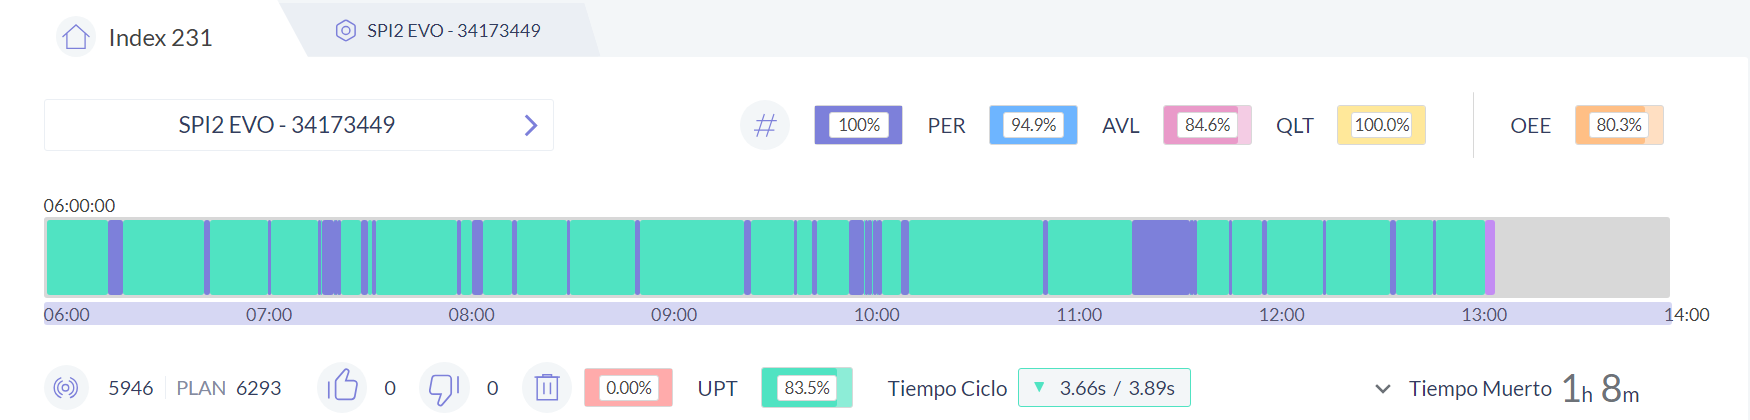 Index 231
SPI2 EVO - 34173449
SPI2 EVO - 34173449
# 100% PER 94.9% AVL 84.6% QLT 100.0% OEE 80.3%
06:00:00
06:00 07:00 08:00 09:00 10:00 11:00 12:00 13:00 14:00
5946 PLAN 6293 0 0 0.00% UPT 83.5% Tiempo Ciclo ▼ 3.66s / 3.89s Tiempo Muerto 1h 8m